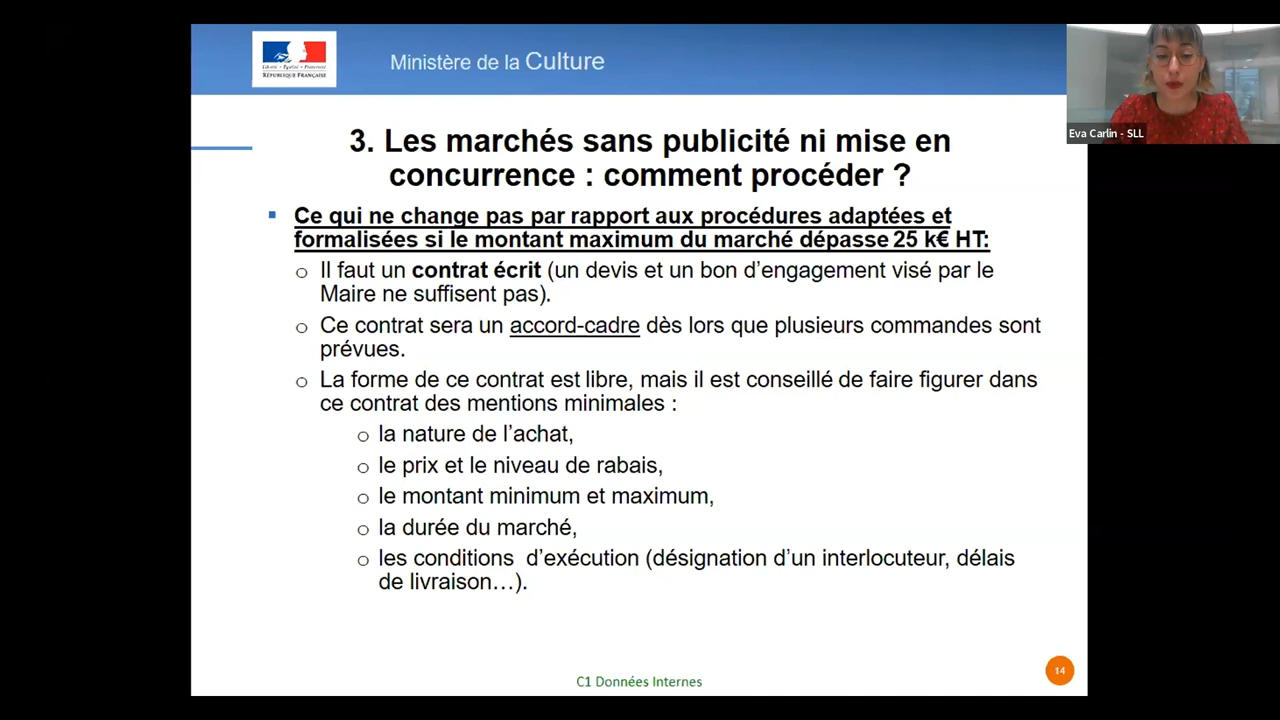 Liberté • Égalité • Fraternité
RÉPUBLIQUE FRANÇAISE
Ministère de la Culture
Eva Carlin - SLL
3. Les marchés sans publicité ni mise en
concurrence : comment procéder ?
Ce qui ne change pas par rapport aux procédures adaptées et
formalisées si le montant maximum du marché dépasse 25 k€ HT:
Il faut un contrat écrit (un devis et un bon d’engagement visé par le
Maire ne suffisent pas).
Ce contrat sera un accord-cadre dès lors que plusieurs commandes sont
prévues.
La forme de ce contrat est libre, mais il est conseillé de faire figurer dans
ce contrat des mentions minimales :
la nature de l’achat,
le prix et le niveau de rabais,
le montant minimum et maximum,
la durée du marché,
les conditions d’exécution (désignation d’un interlocuteur, délais
de livraison…).
14
C1 Données Internes